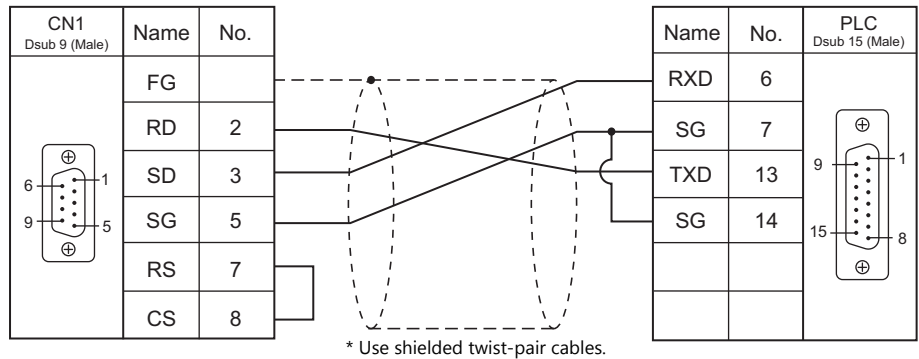 CN1
Dsub 9 (Male)
Name No.
FG
RD 2
SD 3
SG 5
RS 7
CS 8
6 1
9 5
Name No.
PLC
Dsub 15 (Male)
RXD 6
SG 7
TXD 13
SG 14
9 1
15 8
* Use shielded twist-pair cables.